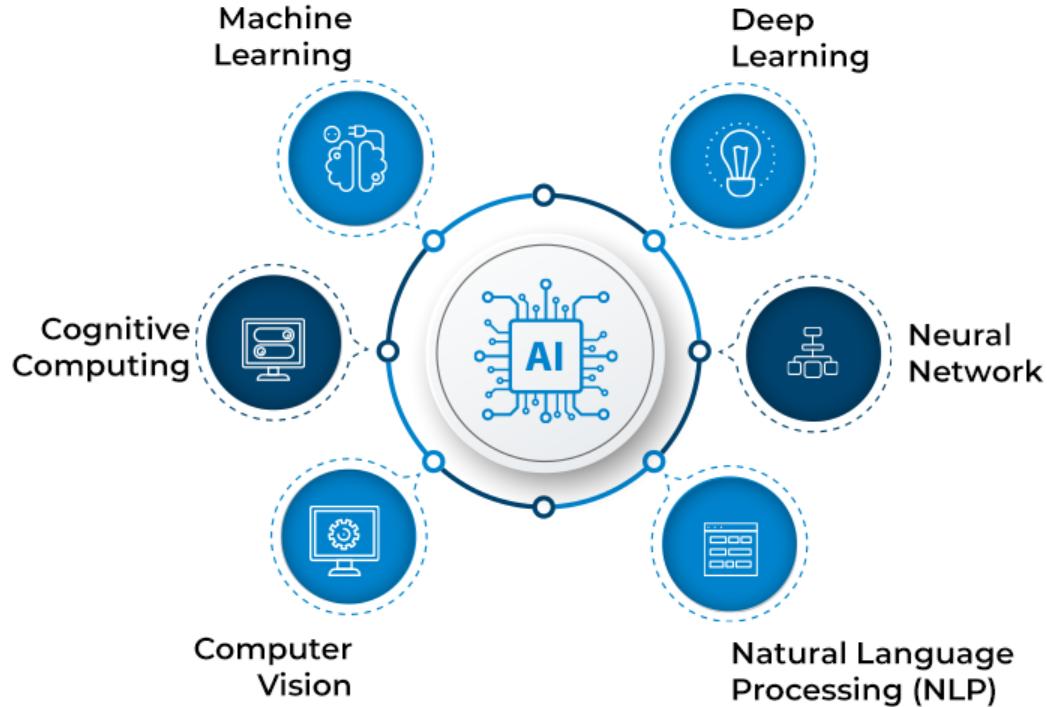 Machine
Learning
Deep
Learning
Cognitive
Computing
AI
Neural
Network
Computer
Vision
Natural Language
Processing (NLP)